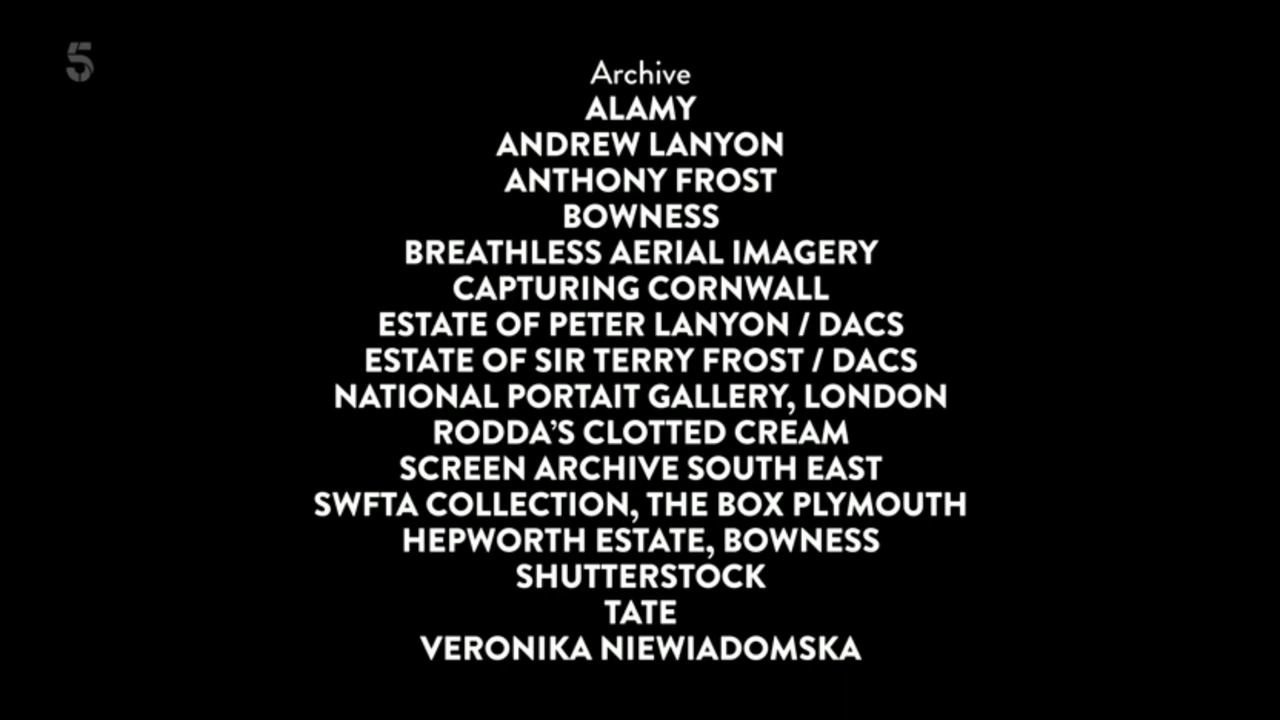 5
Archive
ALAMY
ANDREW LANYON
ANTHONY FROST
BOWNESS
BREATHLESS AERIAL IMAGERY
CAPTURING CORNWALL
ESTATE OF PETER LANYON / DACS
ESTATE OF SIR TERRY FROST / DACS
NATIONAL PORTAIT GALLERY, LONDON
RODDA’S CLOTTED CREAM
SCREEN ARCHIVE SOUTH EAST
SWFTA COLLECTION, THE BOX PLYMOUTH
HEPWORTH ESTATE, BOWNESS
SHUTTERSTOCK
TATE
VERONIKA NIEWIADOMSKA